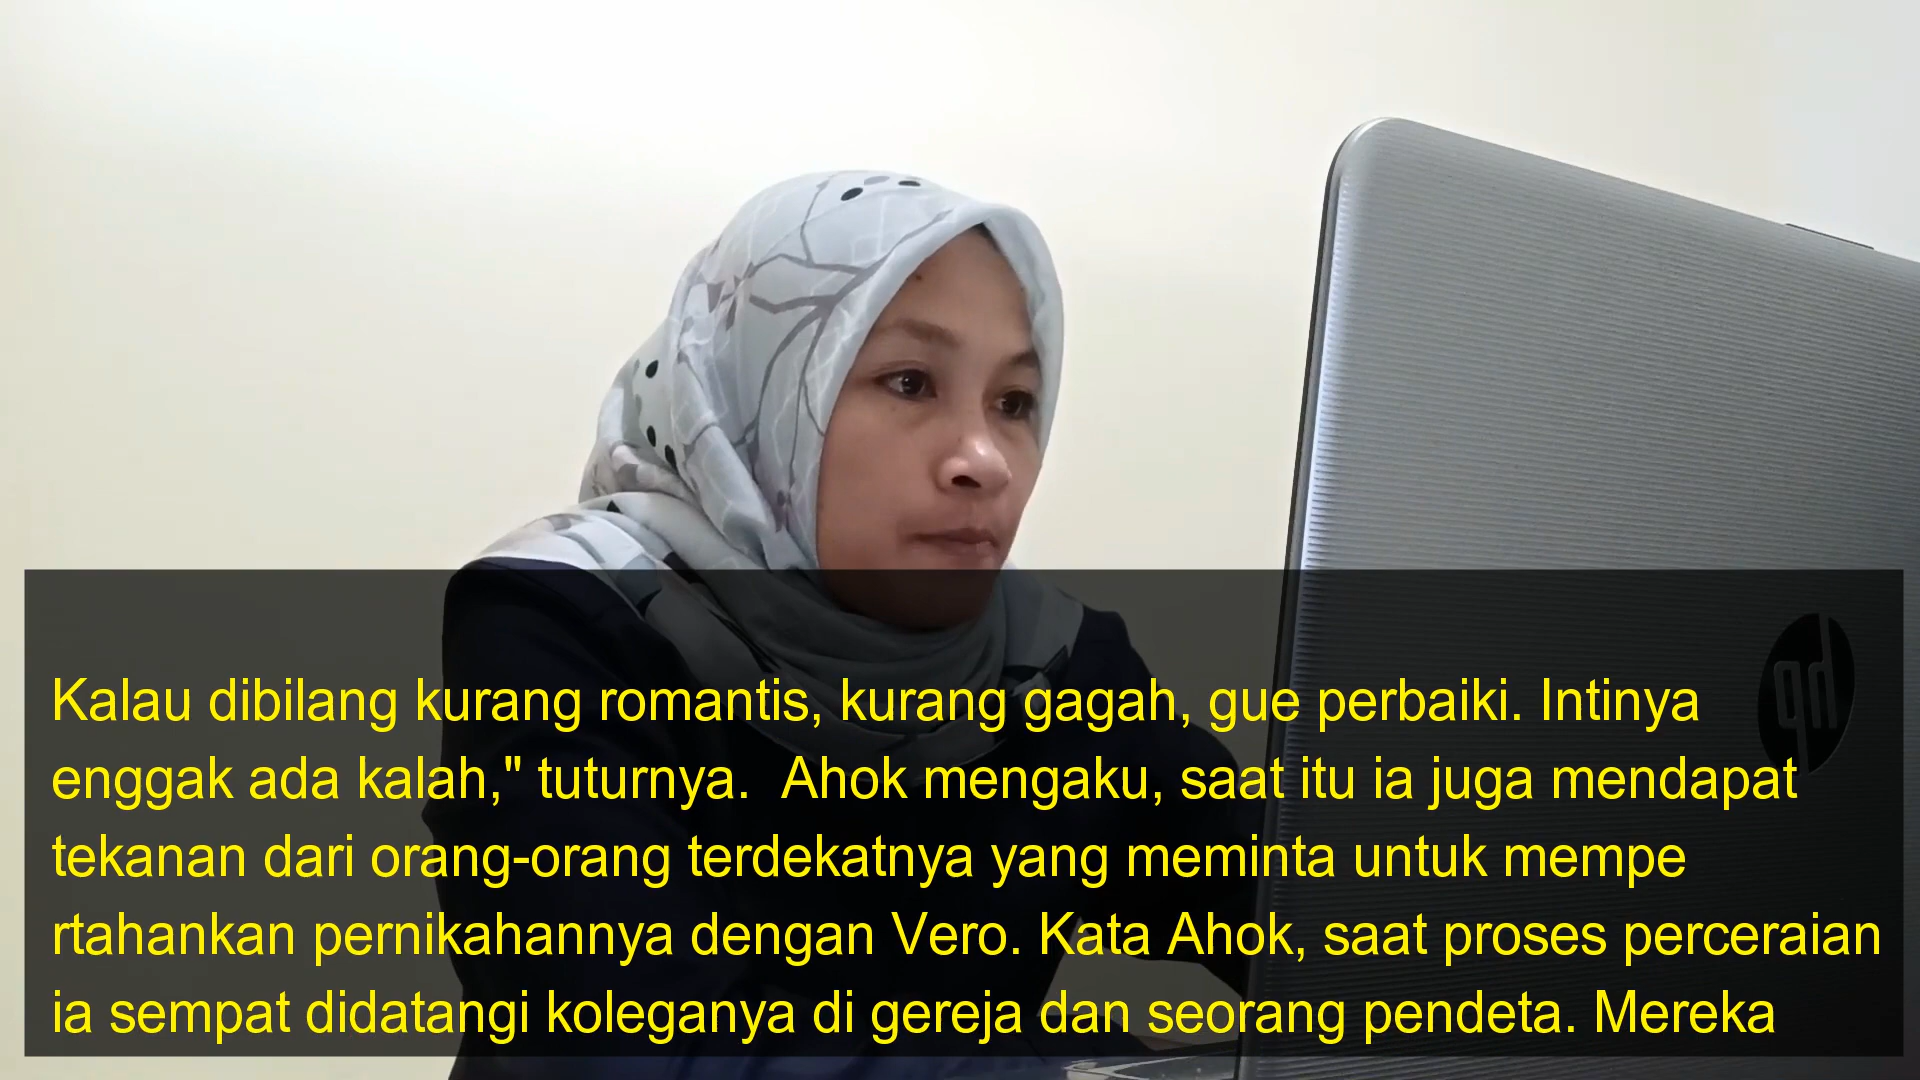 Kalau dibilang kurang romantis, kurang gagah, gue perbaiki. Intinya
enggak ada kalah," tuturnya.  Ahok mengaku, saat itu ia juga mendapat
tekanan dari orang-orang terdekatnya yang meminta untuk mempe
rtahankan pernikahannya dengan Vero. Kata Ahok, saat proses perceraian
ia sempat didatangi koleganya di gereja dan seorang pendeta. Mereka
hp